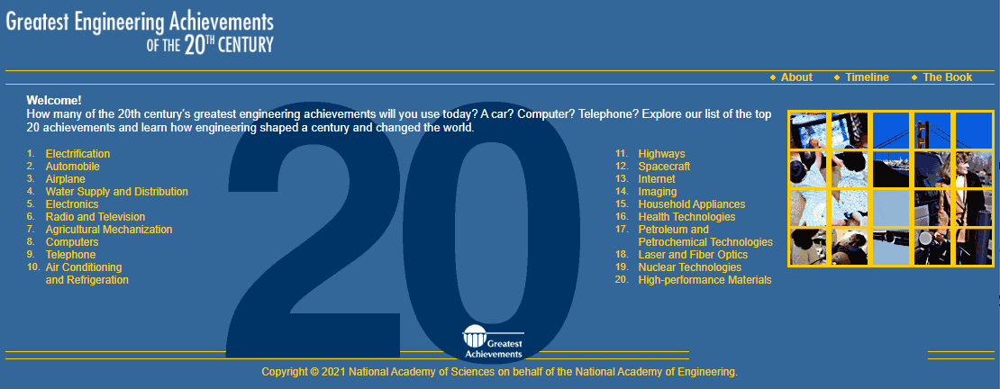 Greatest Engineering Achievements
OF THE 20TH CENTURY
About
Timeline
The Book
Welcome!
How many of the 20th century's greatest engineering achievements will you use today? A car? Computer? Telephone? Explore our list of the top
20 achievements and learn how engineering shaped a century and changed the world.
20
1. Electrification
2. Automobile
3. Airplane
4. Water Supply and Distribution
5. Electronics
6. Radio and Television
7. Agricultural Mechanization
8. Computers
9. Telephone
10. Air Conditioning
and Refrigeration
11. Highways
12. Spacecraft
13. Internet
14. Imaging
15. Household Appliances
16. Health Technologies
17. Petroleum and
Petrochemical Technologies
18. Laser and Fiber Optics
19. Nuclear Technologies
20. High-performance Materials
Greatest
Achievements
Copyright © 2021 National Academy of Sciences on behalf of the National Academy of Engineering.